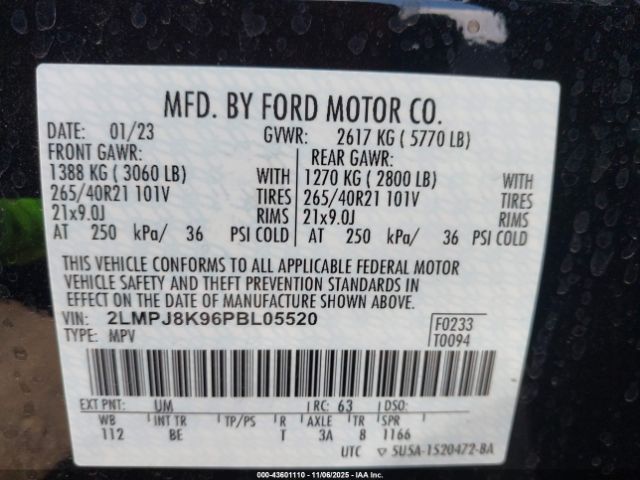 MFD. BY FORD MOTOR CO.
DATE: 01/23 GVWR: 2617 KG ( 5770 LB)
FRONT GAWR: REAR GAWR:
1388 KG ( 3060 LB) WITH 1270 KG ( 2800 LB) WITH
265/40R21 101V TIRES 265/40R21 101V TIRES
21x9.0J RIMS 21x9.0J RIMS
AT 250 kPa/ 36 PSI COLD AT 250 kPa/ 36 PSI COLD
THIS VEHICLE CONFORMS TO ALL APPLICABLE FEDERAL MOTOR
VEHICLE SAFETY AND THEFT PREVENTION STANDARDS IN
EFFECT ON THE DATE OF MANUFACTURE SHOWN ABOVE.
VIN: 2LMPJ8K96PBL05520 F0233
TYPE: MPV T0094
EXT PNT: UM RC: 63 DSO:
WB INT TR TP/PS R AXLE TR SPR
112 BE T 3A 8 1166
UTC ▽ 5U5A-1520472-BA
000-43601110 - 11/06/2025 - IAA Inc.